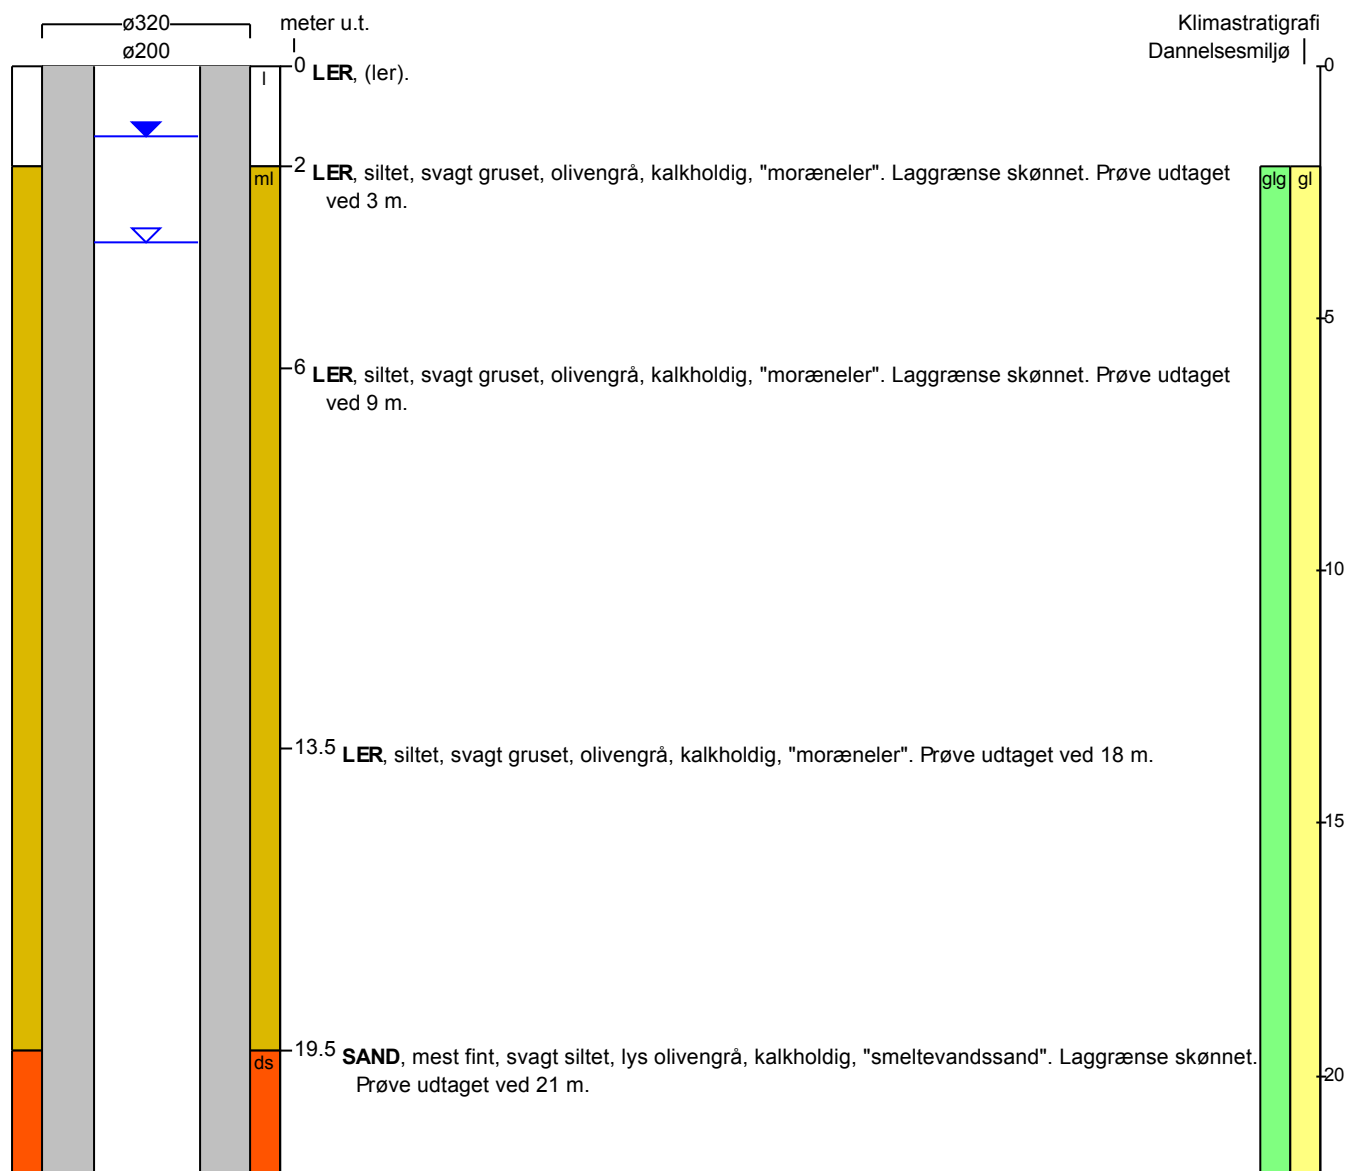 ø320
meter u.t.
Klimastratigrafi
ø200
Dannelsesmiljø
0
LER, (ler).
l
0
2
LER, siltet, svagt gruset, olivengrå, kalkholdig, "moræneler". Laggrænse skønnet. Prøve udtaget
ved 3 m.
ml
glg
gl
5
6
LER, siltet, svagt gruset, olivengrå, kalkholdig, "moræneler". Laggrænse skønnet. Prøve udtaget
ved 9 m.
10
13.5
LER, siltet, svagt gruset, olivengrå, kalkholdig, "moræneler". Prøve udtaget ved 18 m.
15
19.5
SAND, mest fint, svagt siltet, lys olivengrå, kalkholdig, "smeltevandssand". Laggrænse skønnet.
Prøve udtaget ved 21 m.
ds
20